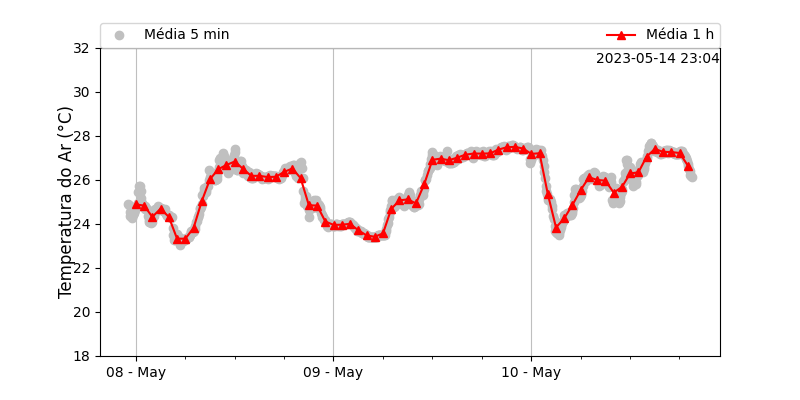 Média 5 min
Média 1 h
2023-05-14 23:04
Temperatura do Ar (°C)
32
30
28
26
24
22
20
18
08 - May
09 - May
10 - May